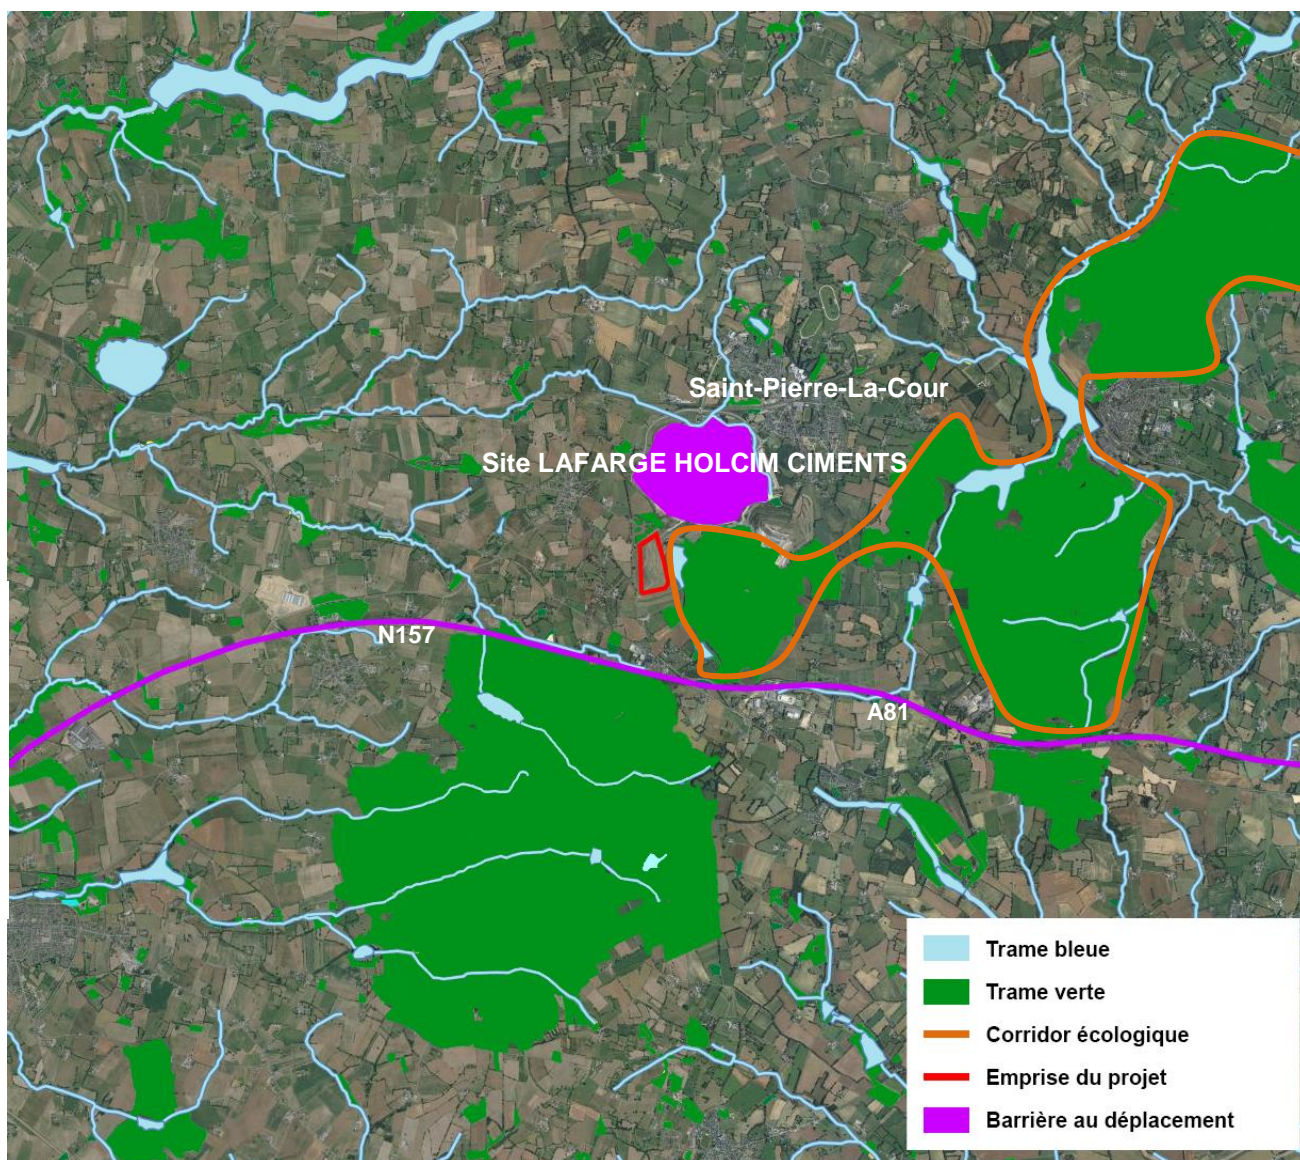 Saint-Pierre-La-Cour
Site LAFARGE HOLCIM CIMENTS
N157
A81
Trame bleue
Trame verte
Corridor écologique
Emprise du projet
Barrière au déplacement